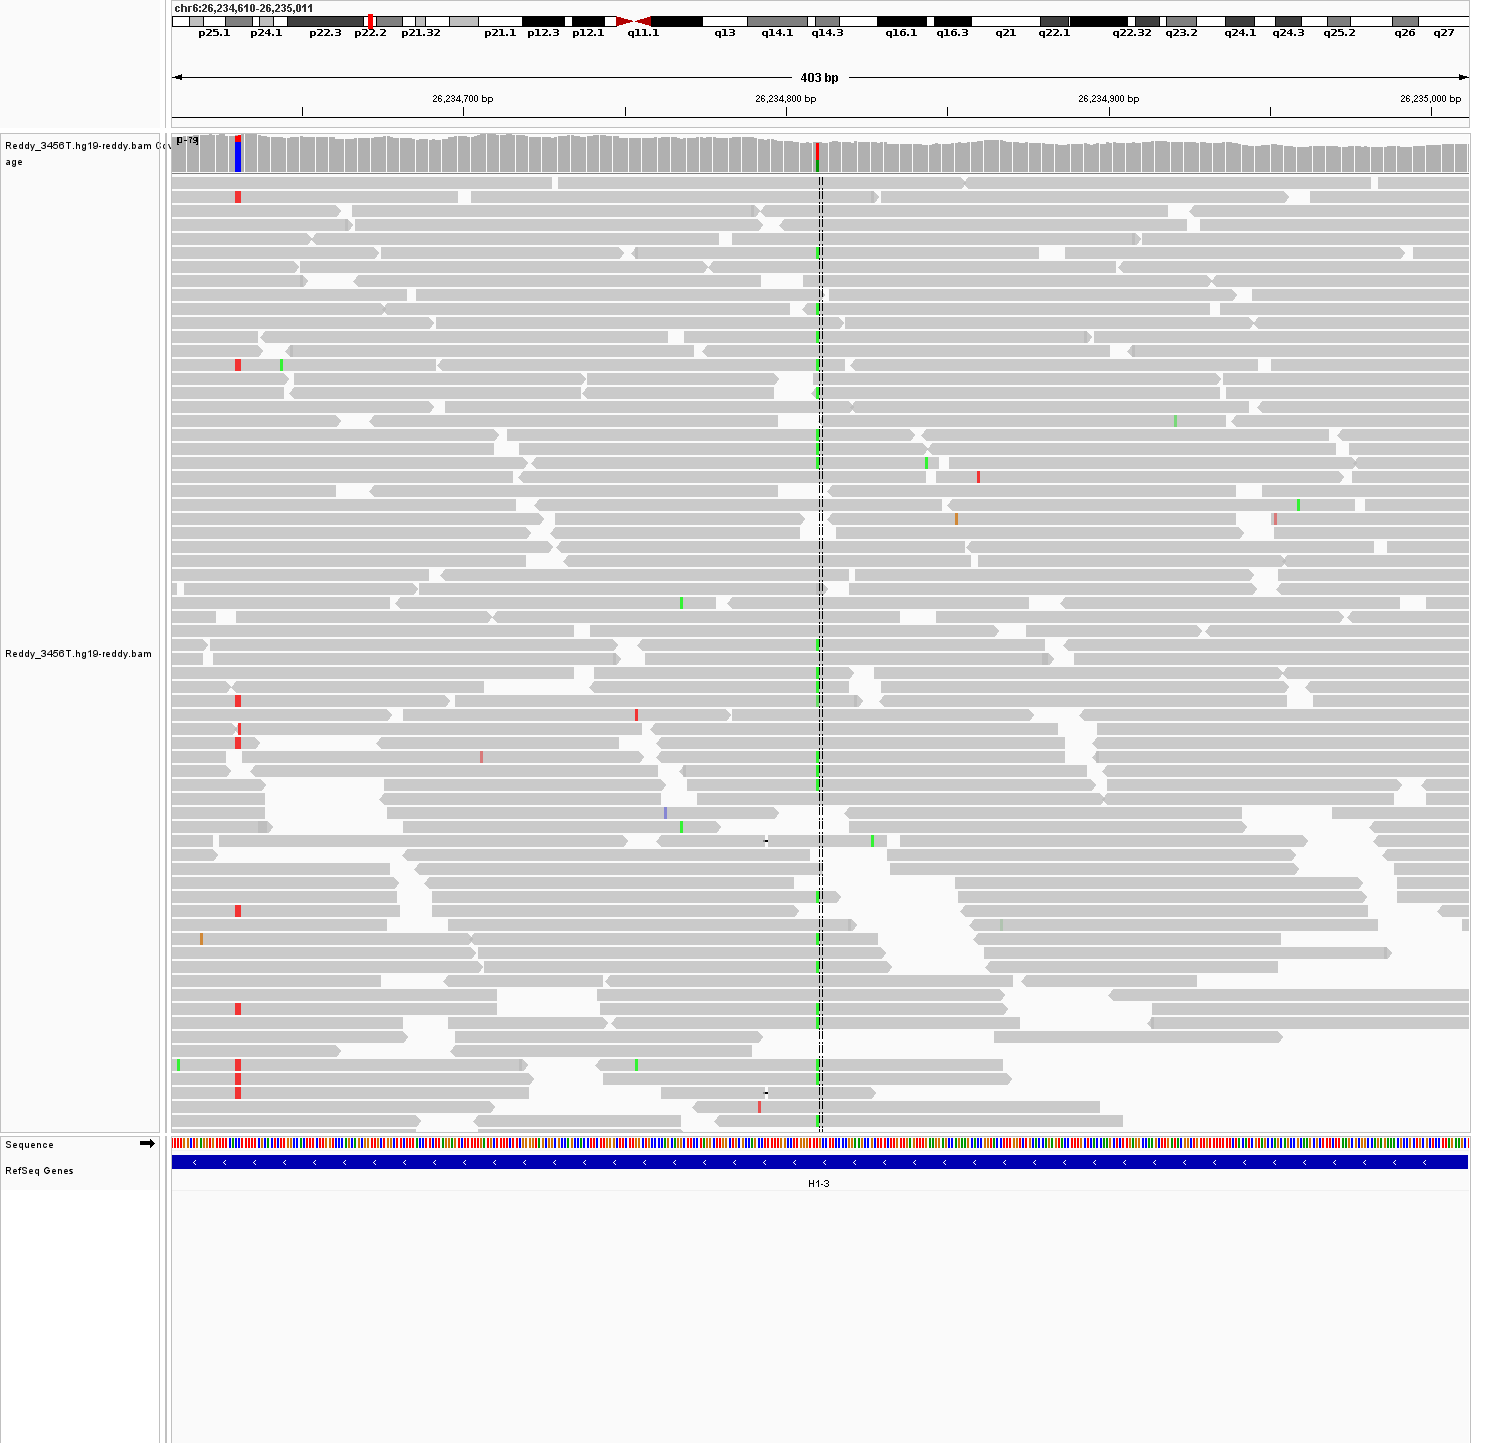 chr6:26,234,610-26,235,011
p25.1 p24.1 p22.3 p22.2 p21.32 p21.1 p12.3 p12.1 q11.1 q13 q14.1 q14.3 q16.1 q16.3 q21 q22.1 q22.32 q23.2 q24.1 q24.3 q25.2 q26 q27
403 bp
26,234,700 bp 26,234,800 bp 26,234,900 bp 26,235,000 bp
Reddy_3456T.hg19-reddy.bam Cov
age
Reddy_3456T.hg19-reddy.bam
Sequence
RefSeq Genes
H1-3